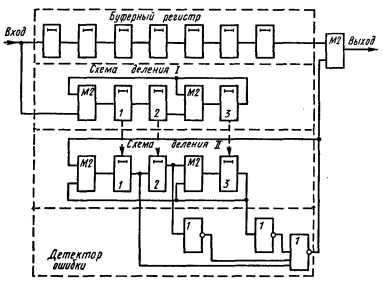 Буферный регистр
Вход
М2
Выход
Схема деления I
М2
1
2
М2
3
Схема деления II
М2
1
2
М2
3
1
1
1
Детектор ошибки